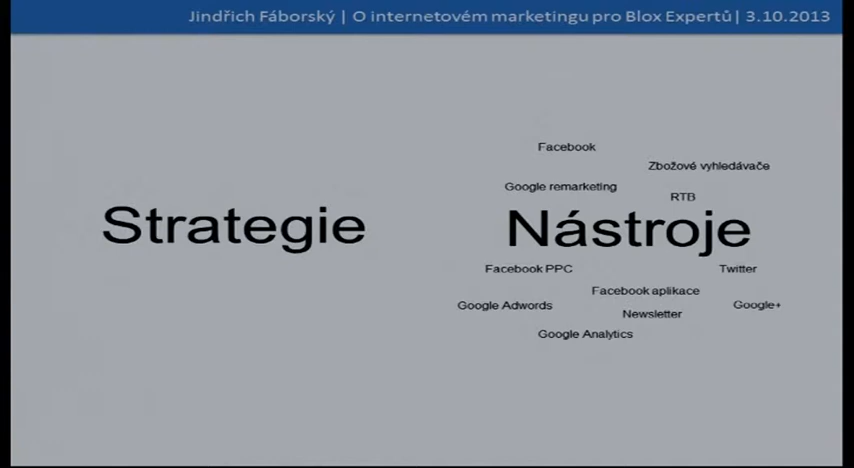 Jindřich Fáborský | O internetovém marketingu pro Blox Expertů| 3.10.2013
Facebook
Zbožové vyhledávače
Google remarketing
RTB
Strategie
Nástroje
Facebook PPC
Twitter
Facebook aplikace
Google Adwords
Google+
Newsletter
Google Analytics